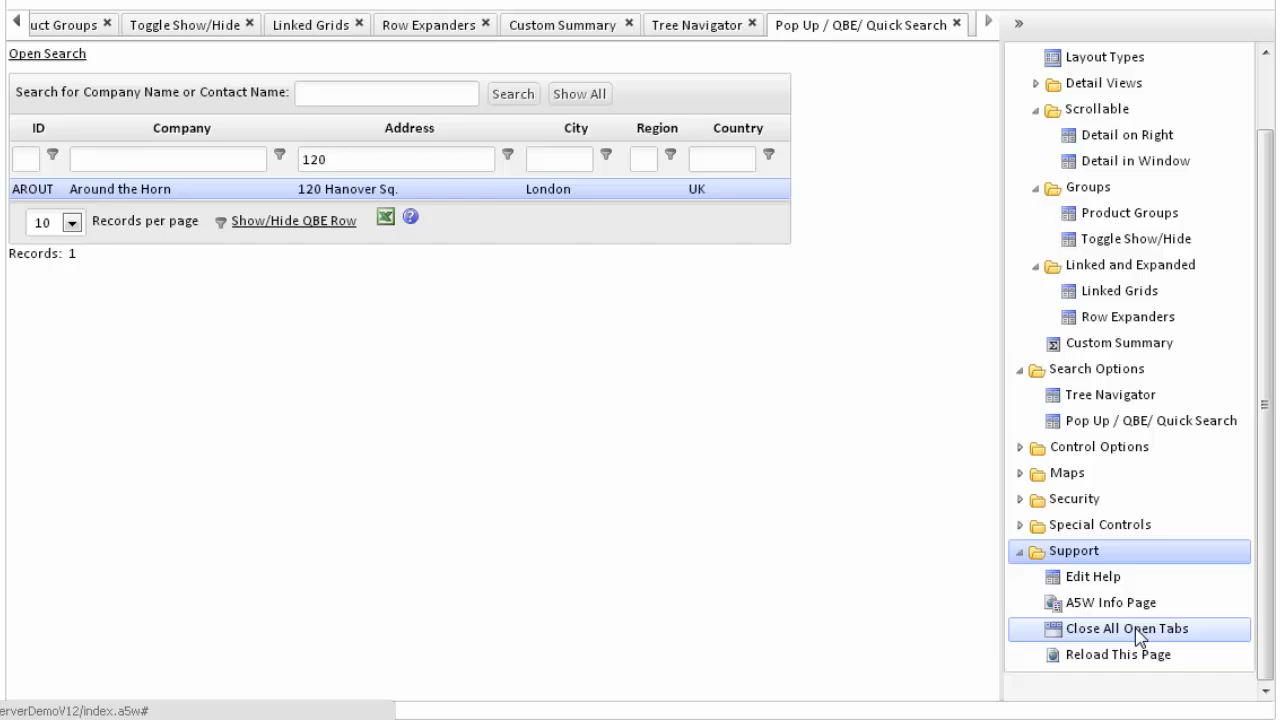 uct Groups Toggle Show/Hide Linked Grids Row Expanders Custom Summary Tree Navigator Pop Up / QBE/ Quick Search
Open Search
Search for Company Name or Contact Name: Search Show All
ID Company Address City Region Country
120
AROUT Around the Horn 120 Hanover Sq. London UK
10 Records per page Show/Hide QBE Row
Records: 1
Layout Types
Detail Views
Scrollable
Detail on Right
Detail in Window
Groups
Product Groups
Toggle Show/Hide
Linked and Expanded
Linked Grids
Row Expanders
Custom Summary
Search Options
Tree Navigator
Pop Up / QBE/ Quick Search
Control Options
Maps
Security
Special Controls
Support
Edit Help
A5W Info Page
Close All Open Tabs
Reload This Page
erverDemoV12/index.a5w#